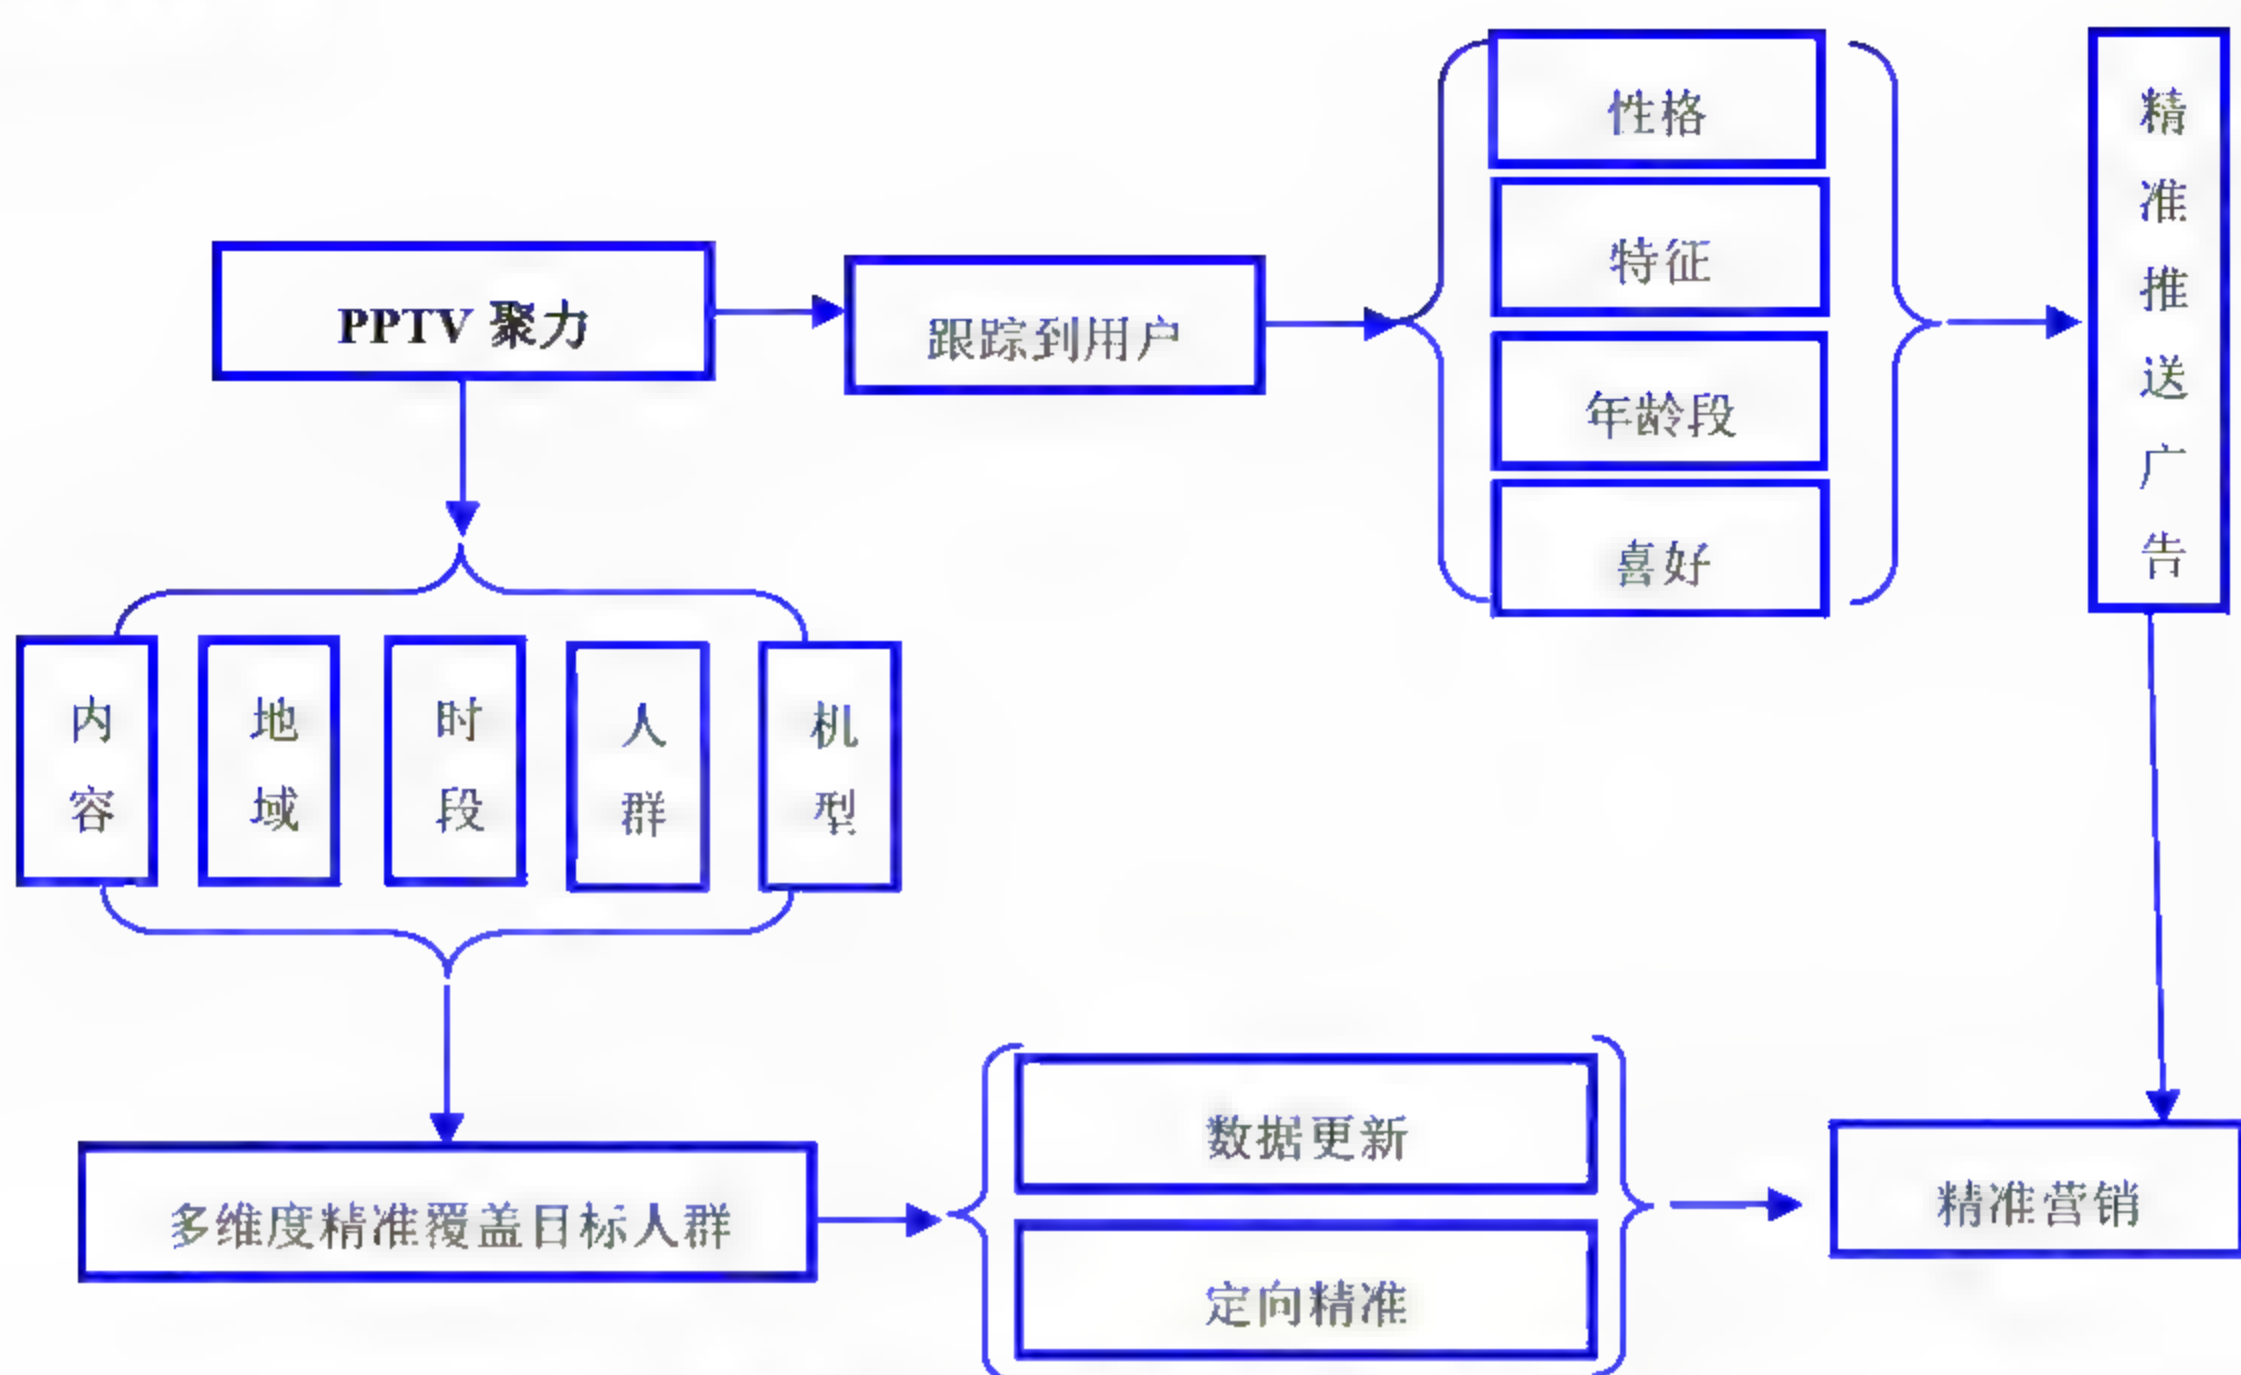 PPTV 聚力
跟踪到用户
性格
特征
年龄段
喜好
精准推送广告
内容
地域
时段
人群
机型
多维度精准覆盖目标人群
数据更新
定向精准
精准营销